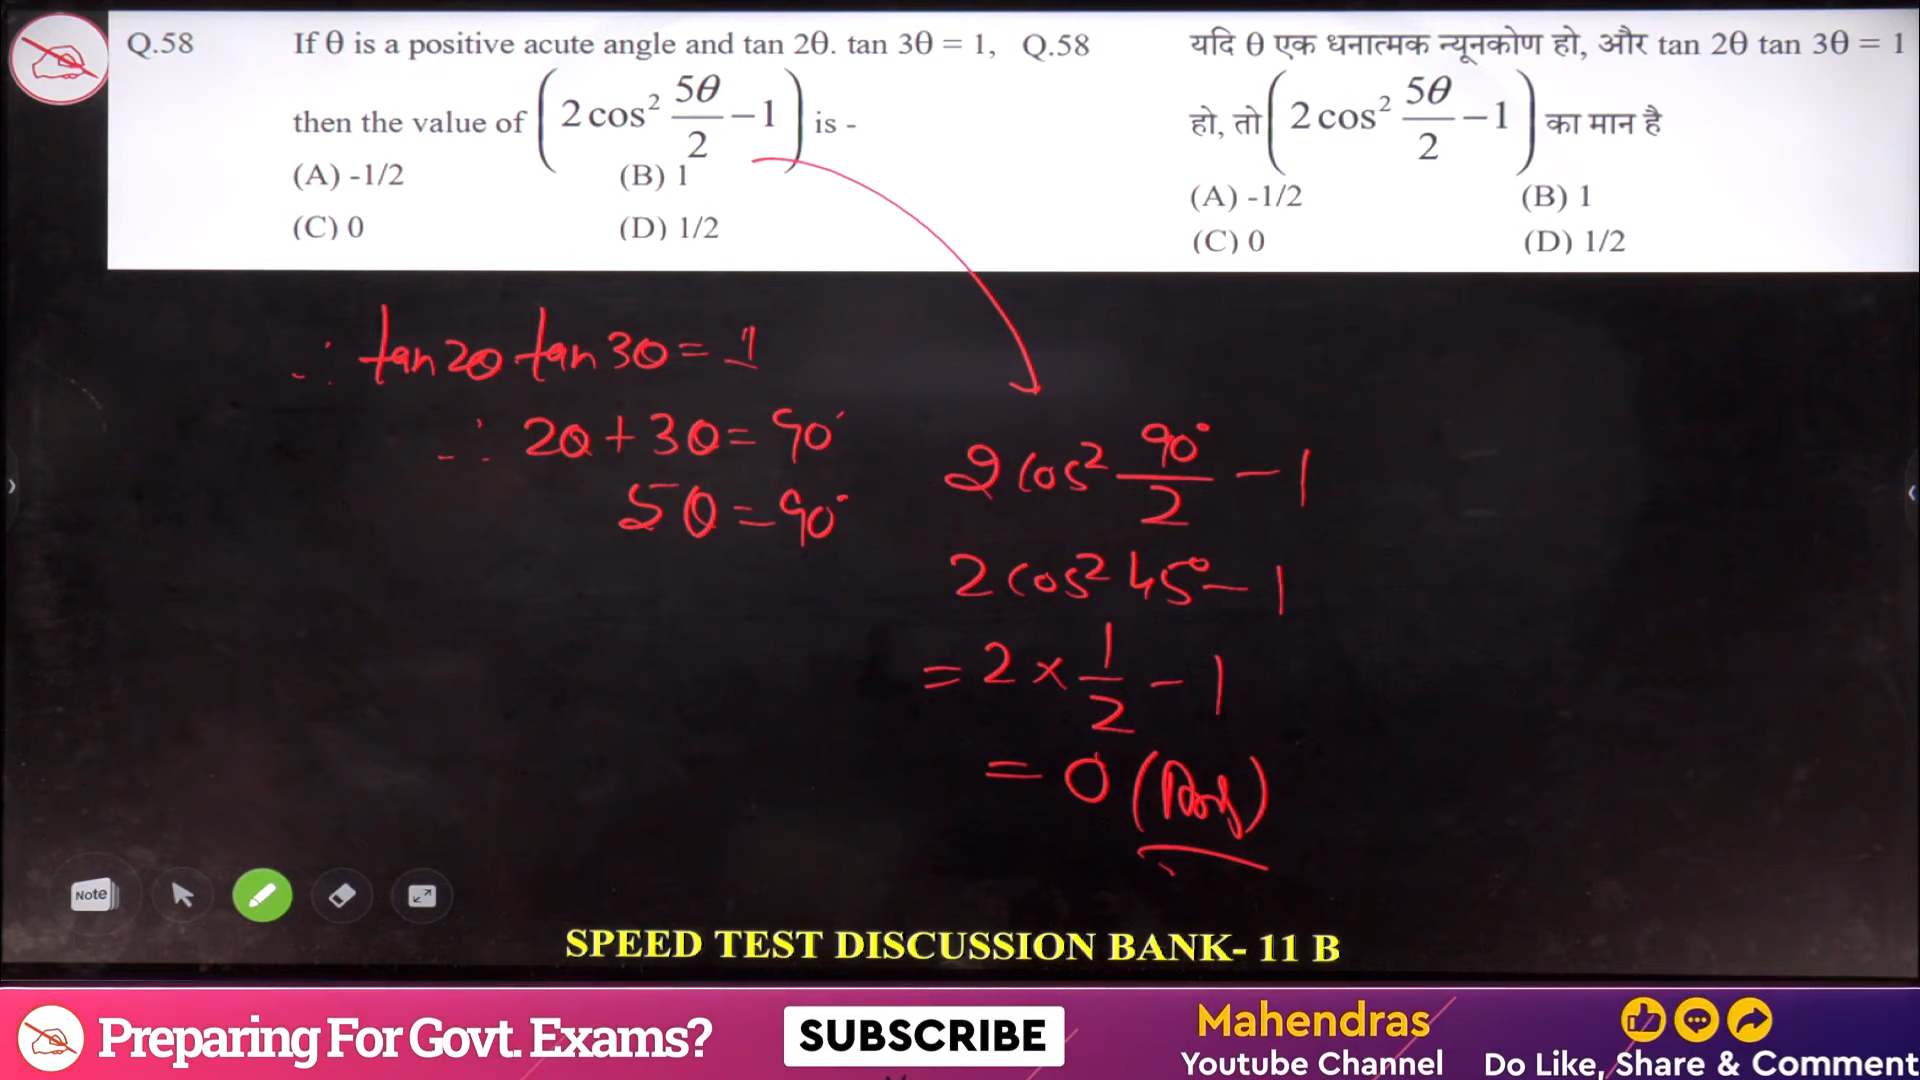 Q.58 If θ is a positive acute angle and tan 2θ. tan 3θ = 1,
then the value of (2 cos² 5θ/2 − 1) is -
(A) -1/2 (B) 1
(C) 0 (D) 1/2
Q.58 यदि θ एक धनात्मक न्यूनकोण हो, और tan 2θ tan 3θ = 1
हो, तो (2 cos² 5θ/2 − 1) का मान है
(A) -1/2 (B) 1
(C) 0 (D) 1/2
∴ tan 2θ tan 3θ = 1
∴ 2θ + 3θ = 90°
5θ = 90°
2 cos² 90°/2 − 1
2 cos² 45° − 1
= 2 × 1/2 − 1
= 0 (Ans)
Note
SPEED TEST DISCUSSION BANK- 11 B
Preparing For Govt. Exams?
SUBSCRIBE
Mahendras
Youtube Channel
Do Like, Share & Comment